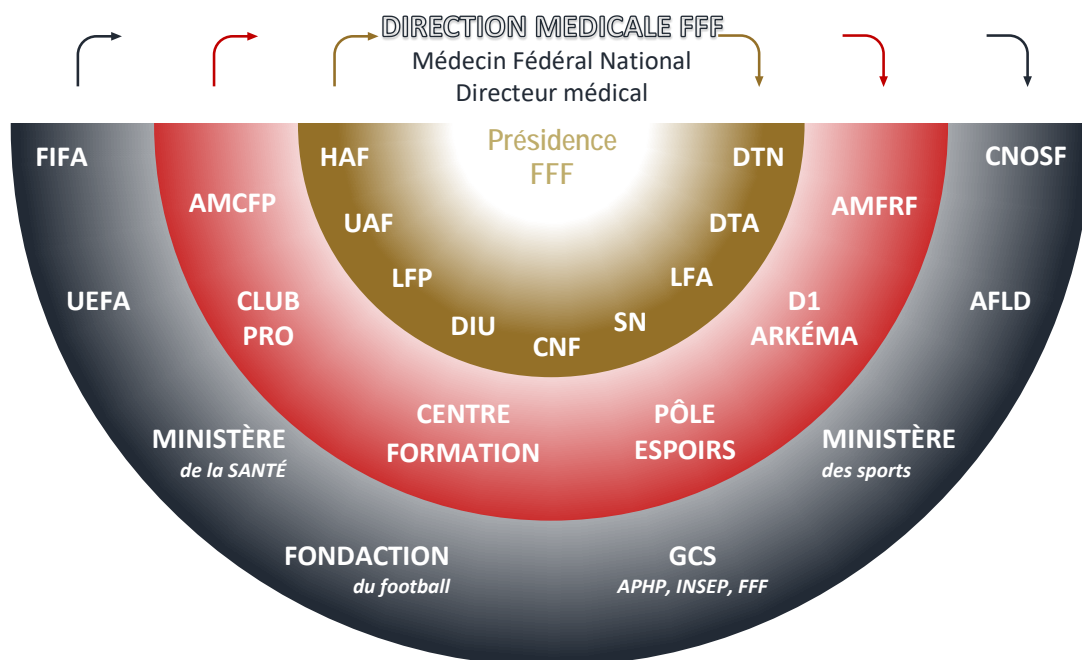 DIRECTION MEDICALE FFF
Médecin Fédéral National
Directeur médical
Présidence
FFF
HAF
UAF
LFP
DIU
CNF
SN
LFA
DTA
DTN
AMCFP
CLUB
PRO
CENTRE
FORMATION
PÔLE
ESPOIRS
D1
ARKÉMA
AMFRF
FIFA
UEFA
MINISTÈRE
de la SANTÉ
FONDACTION
du football
GCS
APHP, INSEP, FFF
MINISTÈRE
des sports
AFLD
CNOSF